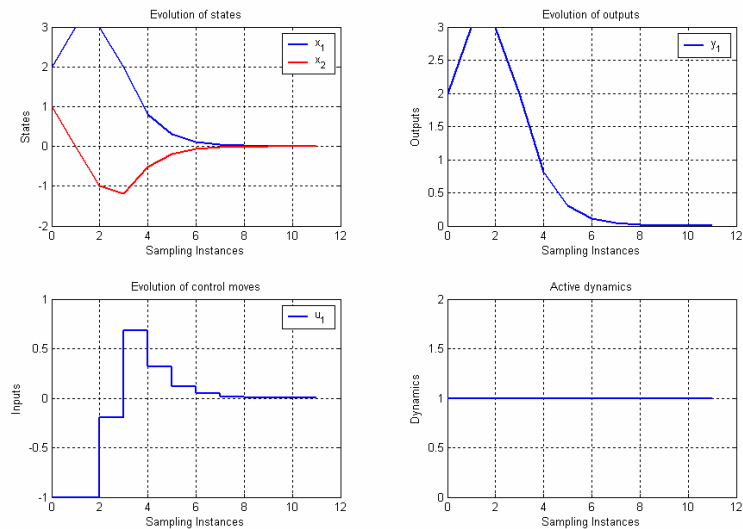 Evolution of states
3
2
1
0
-1
-2
States
x1
x2
0 2 4 6 8 10 12
Sampling Instances
Evolution of outputs
3
2.5
2
1.5
1
0.5
0
Outputs
y1
0 2 4 6 8 10 12
Sampling Instances
Evolution of control moves
1
0.5
0
-0.5
-1
Inputs
u1
0 2 4 6 8 10 12
Sampling Instances
Active dynamics
2
1.5
1
0.5
0
Dynamics
0 2 4 6 8 10 12
Sampling Instances